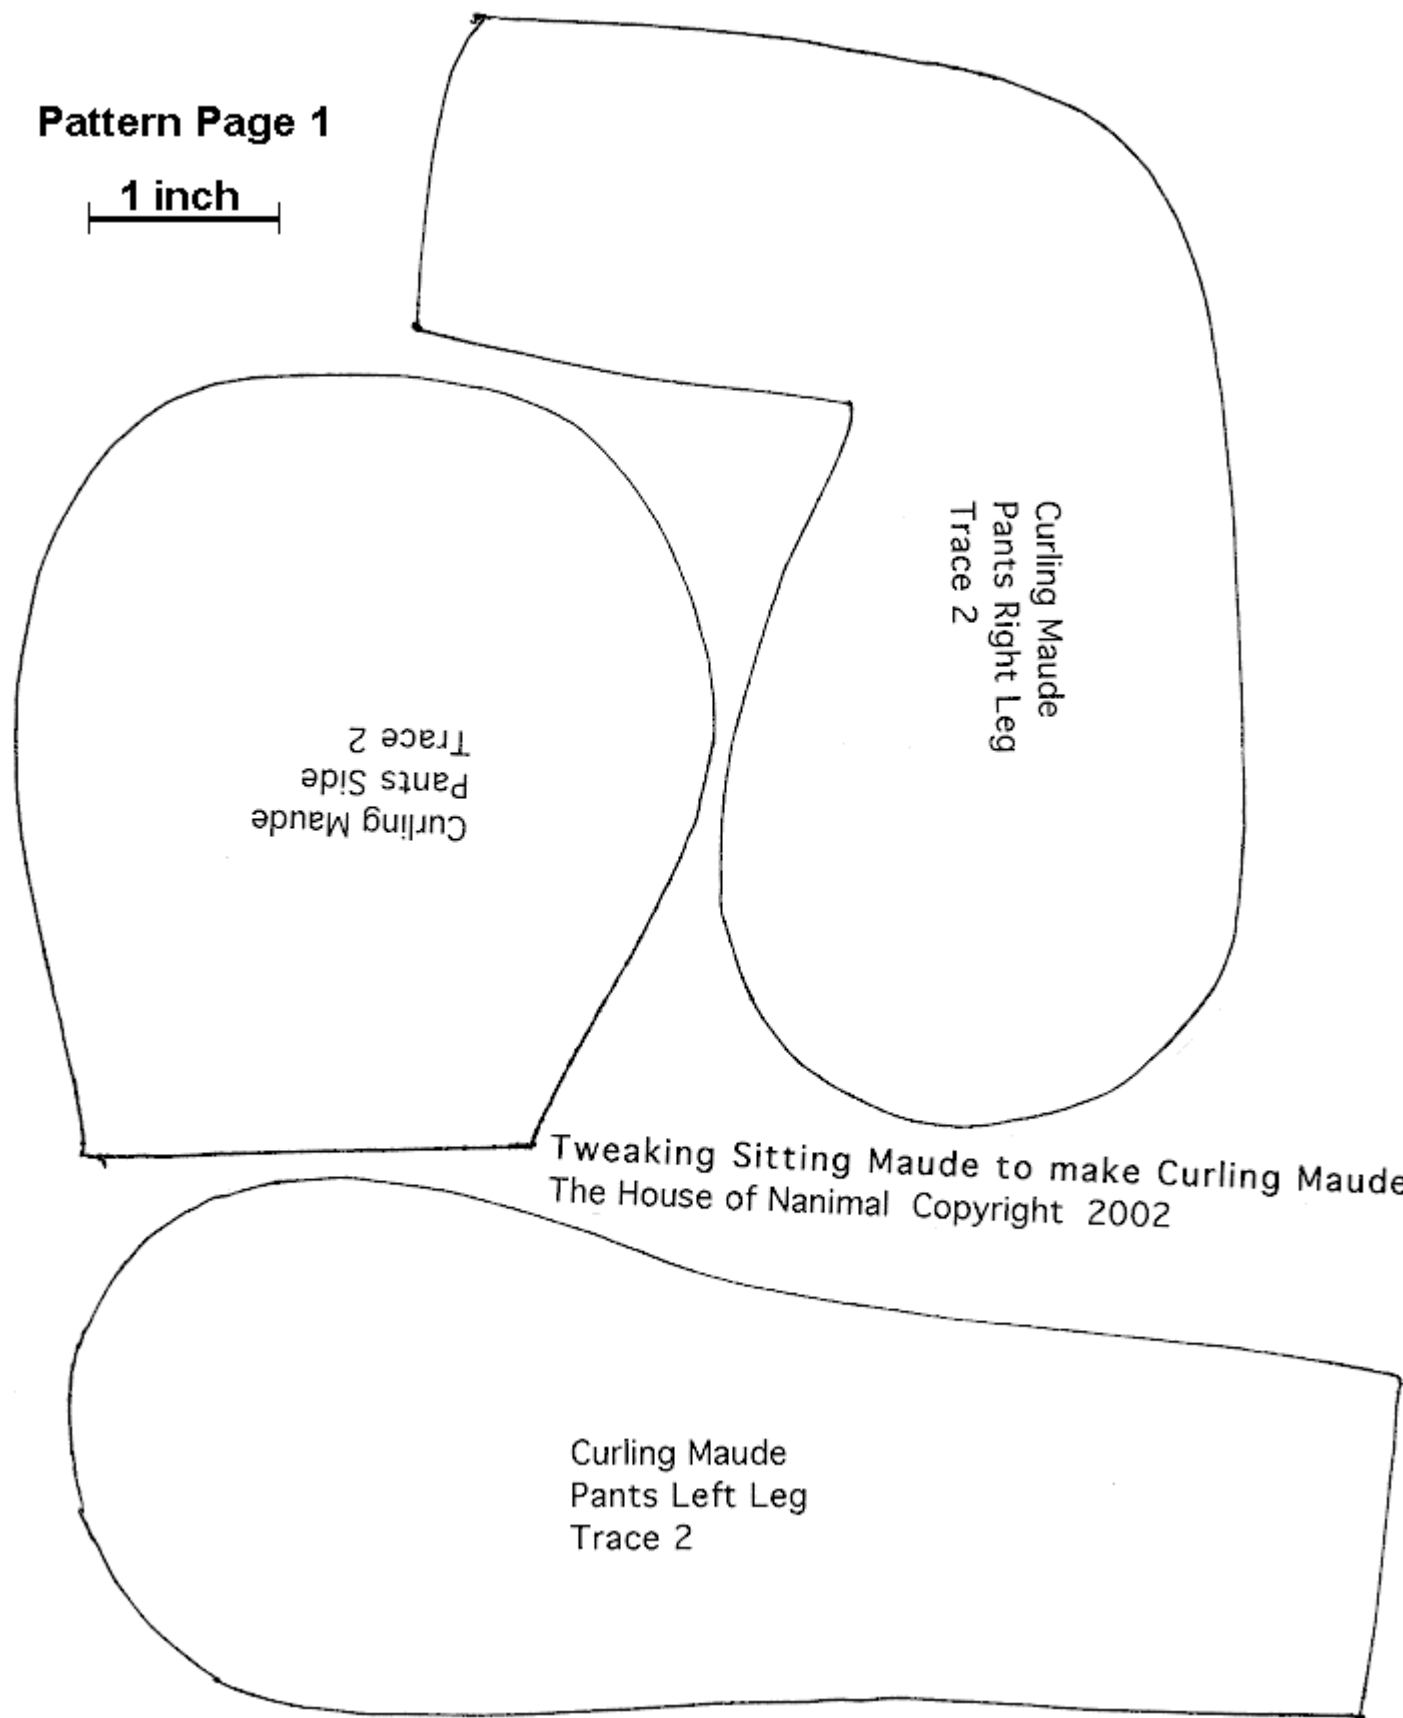 Pattern Page 1
1 inch
Curling Maude
Pants Right Leg
Trace 2
Curling Maude
Pants Side
Trace 2
Tweaking Sitting Maude to make Curling Maude
The House of Nanimal Copyright 2002
Curling Maude
Pants Left Leg
Trace 2